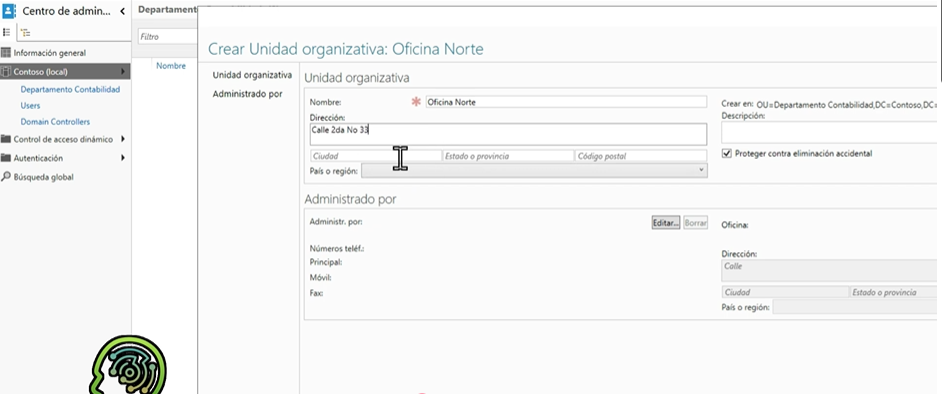 Centro de admin...
Departamento
Filtro
Nombre
Información general
Contoso (local)
Departamento Contabilidad
Users
Domain Controllers
Control de acceso dinámico
Autenticación
Búsqueda global
Crear Unidad organizativa: Oficina Norte
Unidad organizativa
Administrado por
Unidad organizativa
Nombre: * Oficina Norte
Dirección:
Calle 2da No 33
Ciudad Estado o provincia Código postal
País o región:
Crear en: OU=Departamento Contabilidad,DC=Contoso,DC=
Descripción:
Proteger contra eliminación accidental
Administrado por
Administr. por: Editar... Borrar
Números teléf.:
Principal:
Móvil:
Fax:
Oficina:
Dirección:
Calle
Ciudad Estado o provincia
País o región: